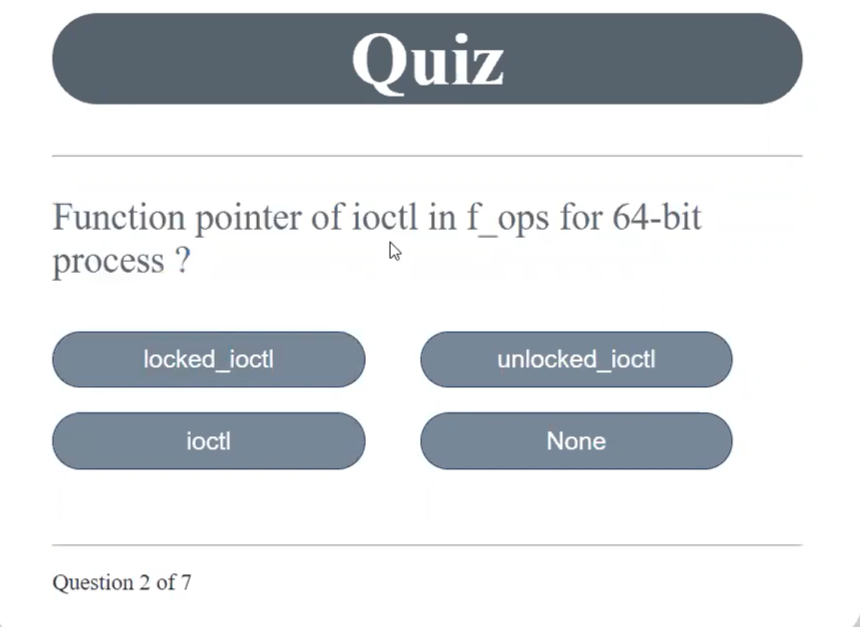 Quiz
Function pointer of ioctl in f_ops for 64-bit
process ?
locked_ioctl
unlocked_ioctl
ioctl
None
Question 2 of 7